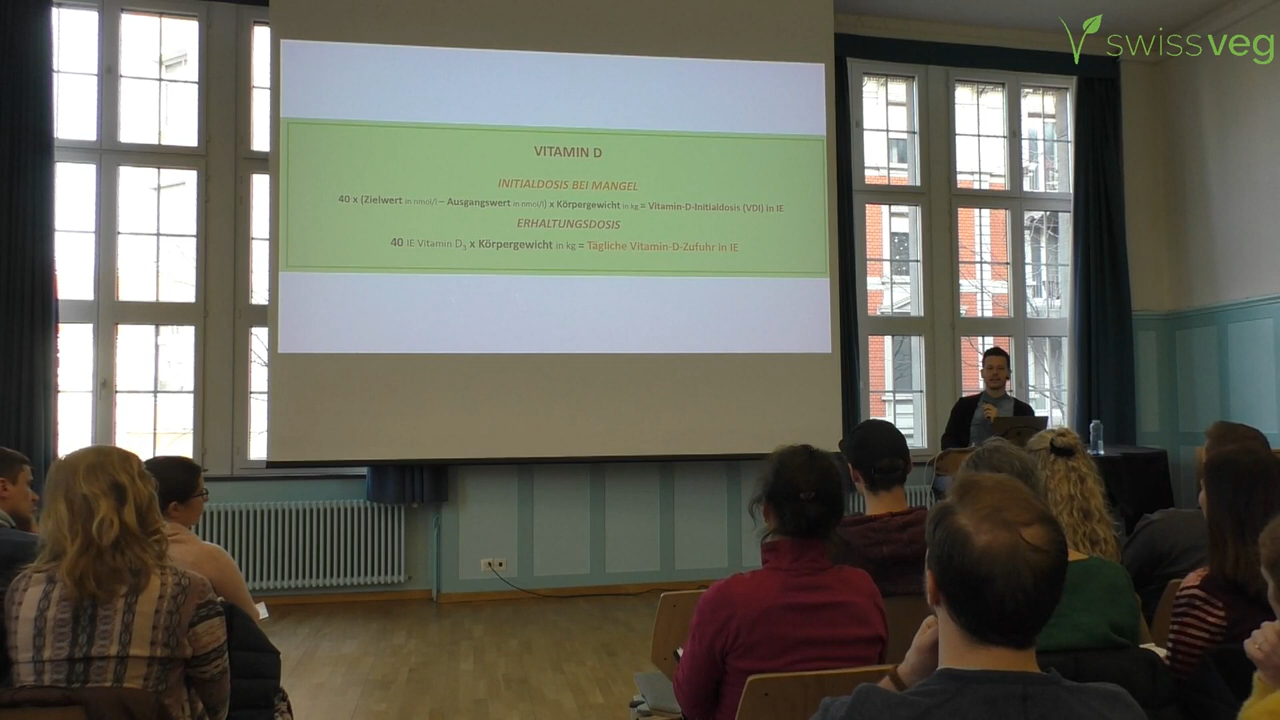 swissveg
VITAMIN D
INITIALDOSIS BEI MANGEL
40 x (Zielwert in nmol/l – Ausgangswert in nmol/l) x Körpergewicht in kg = Vitamin-D-Initialdosis (VDI) in IE
ERHALTUNGSDOSIS
40 IE Vitamin D₃ x Körpergewicht in kg = Tägliche Vitamin-D-Zufuhr in IE